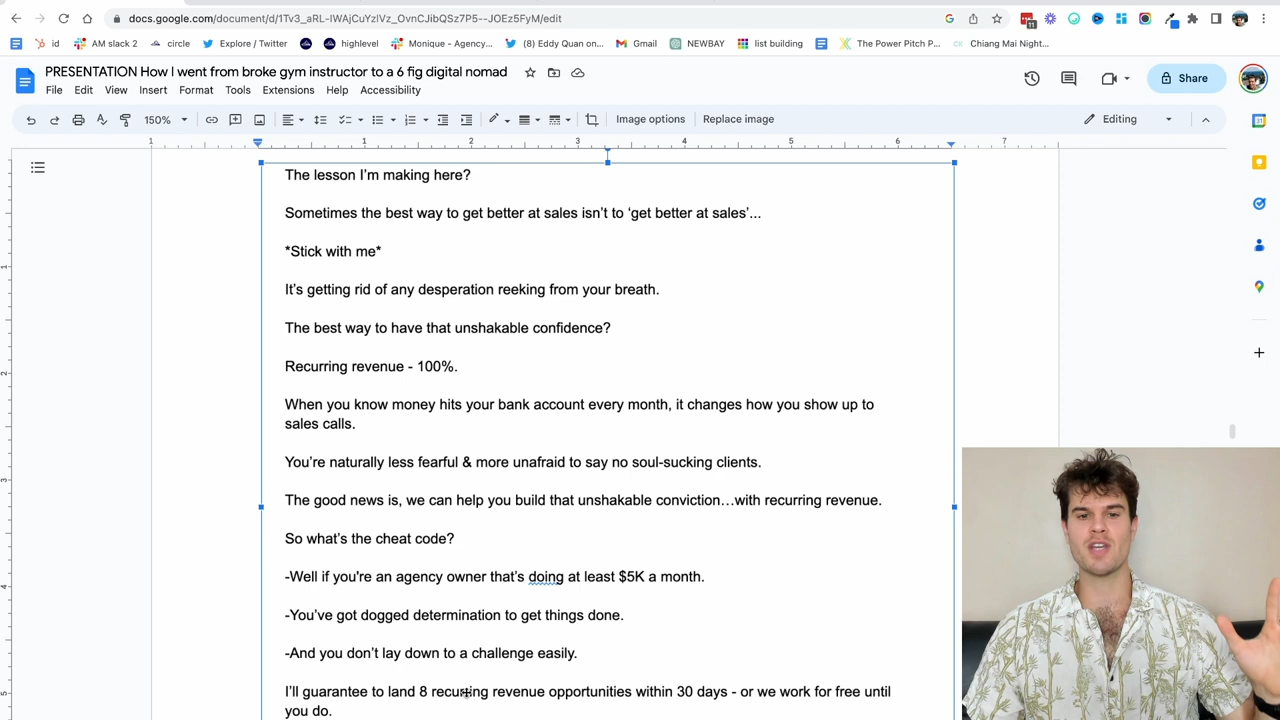 docs.google.com/document/d/1Tv3_aRL-IWAjCuYzlVz_OvnCJibQSz7P5--JOEz5FyM/edit
id
AM slack 2
circle
Explore / Twitter
highlevel
Monique - Agency...
(8) Eddy Quan on...
Gmail
NEWBAY
list building
The Power Pitch P...
Chiang Mai Night...
PRESENTATION How I went from broke gym instructor to a 6 fig digital nomad
File Edit View Insert Format Tools Extensions Help Accessibility
Share
150%
Image options
Replace image
Editing
1 1 2 3 4 5 6 7
The lesson I'm making here?
Sometimes the best way to get better at sales isn't to 'get better at sales'...
*Stick with me*
It's getting rid of any desperation reeking from your breath.
The best way to have that unshakable confidence?
Recurring revenue - 100%.
When you know money hits your bank account every month, it changes how you show up to
sales calls.
You're naturally less fearful & more unafraid to say no soul-sucking clients.
The good news is, we can help you build that unshakable conviction…with recurring revenue.
So what's the cheat code?
-Well if you're an agency owner that's doing at least $5K a month.
-You've got dogged determination to get things done.
-And you don't lay down to a challenge easily.
I'll guarantee to land 8 recurring revenue opportunities within 30 days - or we work for free until
you do.